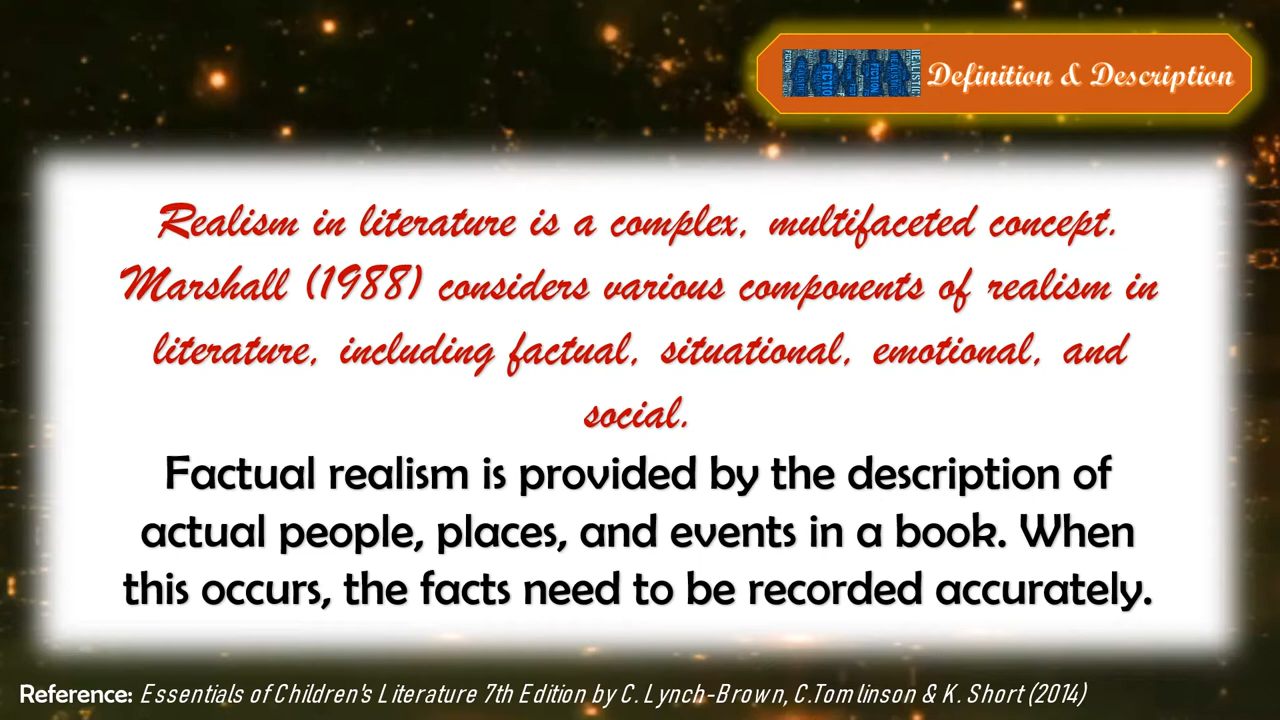 Definition & Description
Realism in literature is a complex, multifaceted concept.
Marshall (1988) considers various components of realism in
literature, including factual, situational, emotional, and
social.
Factual realism is provided by the description of
actual people, places, and events in a book. When
this occurs, the facts need to be recorded accurately.
Reference: Essentials of Children's Literature 7th Edition by C. Lynch-Brown, C.Tomlinson & K. Short (2014)